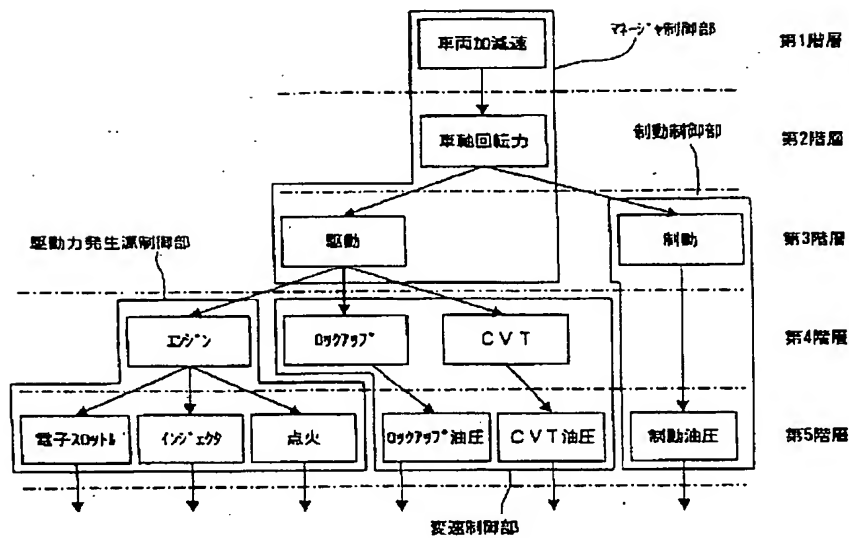 車両加減速
マネージャ制御部
第1階層
車軸回転力
制動制御部
第2階層
駆動力発生源制御部
駆動
制動
第3階層
エンジン
ロックアップ
CVT
第4階層
電子スロットル
インジェクタ
点火
ロックアップ油圧
CVT油圧
制動油圧
第5階層
変速制御部